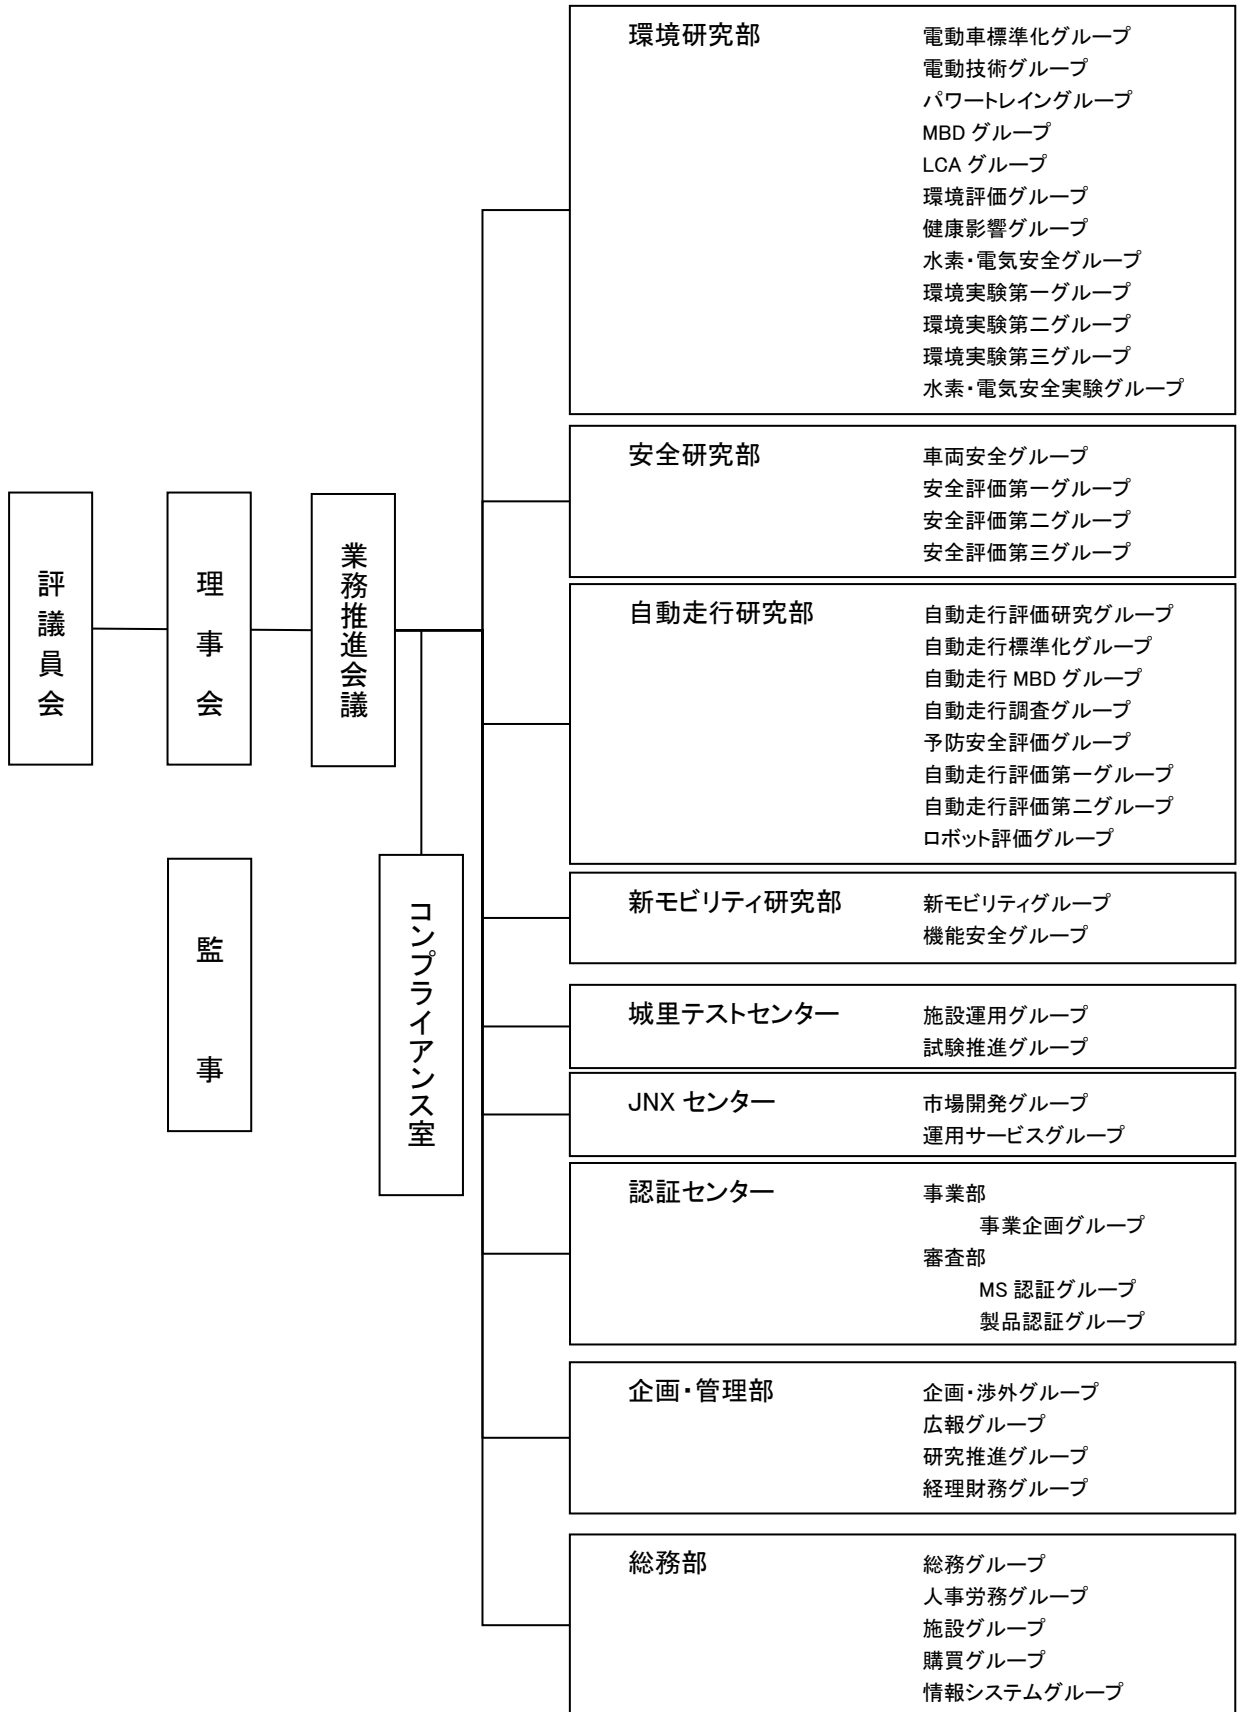 評議員会
理事会
業務推進会議
監事
コンプライアンス室
環境研究部
電動車標準化グループ
電動技術グループ
パワートレイングループ
MBD グループ
LCA グループ
環境評価グループ
健康影響グループ
水素・電気安全グループ
環境実験第一グループ
環境実験第二グループ
環境実験第三グループ
水素・電気安全実験グループ
安全研究部
車両安全グループ
安全評価第一グループ
安全評価第二グループ
安全評価第三グループ
自動走行研究部
自動走行評価研究グループ
自動走行標準化グループ
自動走行 MBD グループ
自動走行調査グループ
予防安全評価グループ
自動走行評価第一グループ
自動走行評価第二グループ
ロボット評価グループ
新モビリティ研究部
新モビリティグループ
機能安全グループ
城里テストセンター
施設運用グループ
試験推進グループ
JNX センター
市場開発グループ
運用サービスグループ
認証センター
事業部
事業企画グループ
審査部
MS 認証グループ
製品認証グループ
企画・管理部
企画・渉外グループ
広報グループ
研究推進グループ
経理財務グループ
総務部
総務グループ
人事労務グループ
施設グループ
購買グループ
情報システムグループ